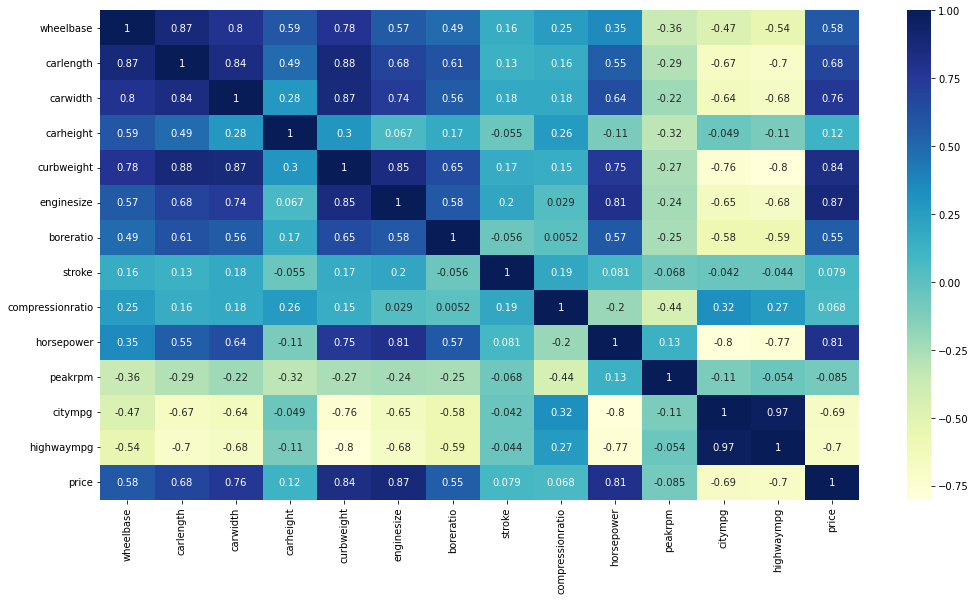 wheelbase 1 0.87 0.8 0.59 0.78 0.57 0.49 0.16 0.25 0.35 -0.36 -0.47 -0.54 0.58
carlength 0.87 1 0.84 0.49 0.88 0.68 0.61 0.13 0.16 0.55 -0.29 -0.67 -0.7 0.68
carwidth 0.8 0.84 1 0.28 0.87 0.74 0.56 0.18 0.18 0.64 -0.22 -0.64 -0.68 0.76
carheight 0.59 0.49 0.28 1 0.3 0.067 0.17 -0.055 0.26 -0.11 -0.32 -0.049 -0.11 0.12
curbweight 0.78 0.88 0.87 0.3 1 0.85 0.65 0.17 0.15 0.75 -0.27 -0.76 -0.8 0.84
enginesize 0.57 0.68 0.74 0.067 0.85 1 0.58 0.2 0.029 0.81 -0.24 -0.65 -0.68 0.87
boreratio 0.49 0.61 0.56 0.17 0.65 0.58 1 -0.056 0.0052 0.57 -0.25 -0.58 -0.59 0.55
stroke 0.16 0.13 0.18 -0.055 0.17 0.2 -0.056 1 0.19 0.081 -0.068 -0.042 -0.044 0.079
compressionratio 0.25 0.16 0.18 0.26 0.15 0.029 0.0052 0.19 1 -0.2 -0.44 0.32 0.27 0.068
horsepower 0.35 0.55 0.64 -0.11 0.75 0.81 0.57 0.081 -0.2 1 0.13 -0.8 -0.77 0.81
peakrpm -0.36 -0.29 -0.22 -0.32 -0.27 -0.24 -0.25 -0.068 -0.44 0.13 1 -0.11 -0.054 -0.085
citympg -0.47 -0.67 -0.64 -0.049 -0.76 -0.65 -0.58 -0.042 0.32 -0.8 -0.11 1 0.97 -0.69
highwaympg -0.54 -0.7 -0.68 -0.11 -0.8 -0.68 -0.59 -0.044 0.27 -0.77 -0.054 0.97 1 -0.7
price 0.58 0.68 0.76 0.12 0.84 0.87 0.55 0.079 0.068 0.81 -0.085 -0.69 -0.7 1
wheelbase carlength carwidth carheight curbweight enginesize boreratio stroke compressionratio horsepower peakrpm citympg highwaympg price
1.00
0.75
0.50
0.25
0.00
−0.25
−0.50
−0.75